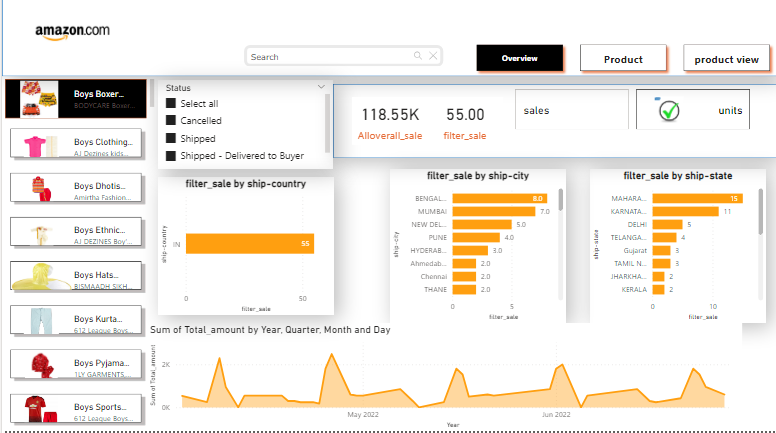 amazon.com
Search
Overview
Product
product view
Boys Boxer...
BODYCARE Boxer...
Boys Clothing...
AJ Dezines kids...
Boys Dhotis...
Amirtha Fashion...
Boys Ethnic...
AJ DEZINES Boy'...
Boys Hats...
BISMAADH SIKH...
Boys Kurta...
612 League Boys...
Boys Pyjama...
1LY GARMENTS...
Boys Sports...
612 League Boys...
Status
Select all
Cancelled
Shipped
Shipped - Delivered to Buyer
118.55K
Alloverall_sale
55.00
filter_sale
sales
units
filter_sale by ship-country
ship-country
IN
55
0
50
filter_sale
filter_sale by ship-city
ship-city
BENGAL... 8.0
MUMBAI 7.0
NEW DEL... 5.0
PUNE 4.0
HYDERAB... 3.0
Ahmedab... 2.0
Chennai 2.0
THANE 2.0
0 5
filter_sale
filter_sale by ship-state
ship-state
MAHARA... 15
KARNATA... 11
DELHI 5
TELANGA... 4
Gujarat 3
TAMIL N... 3
JHARKHA... 2
KERALA 2
0 10
filter_sale
Sum of Total_amount by Year, Quarter, Month and Day
Sum of Total_amount
2K
0K
May 2022
Jun 2022
Year